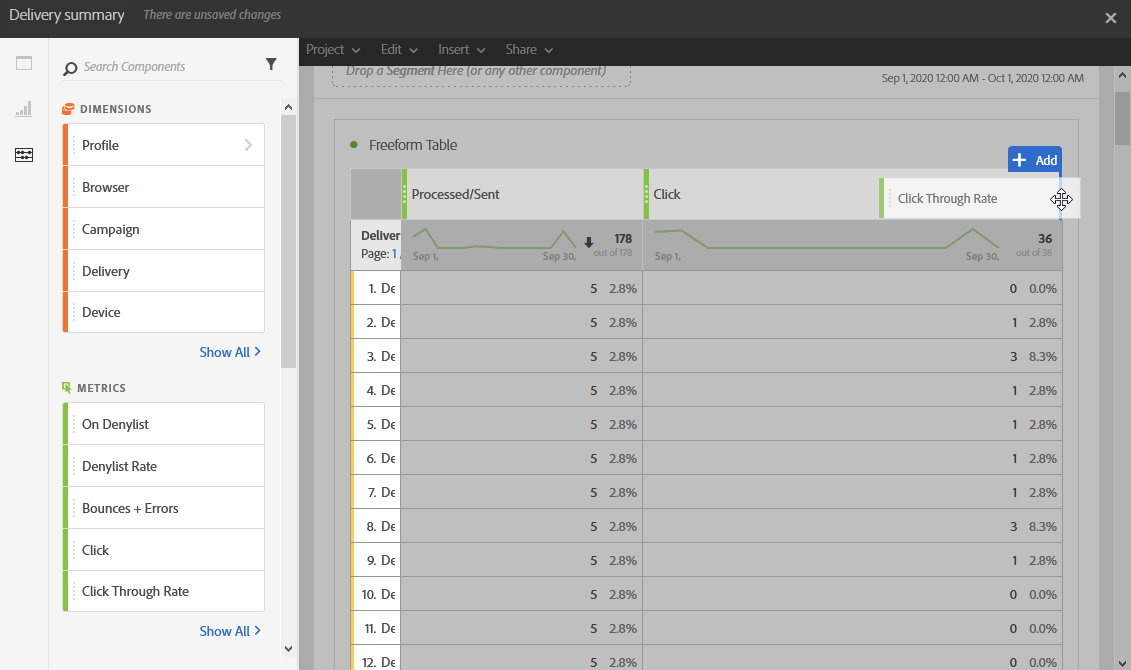 Delivery summary There are unsaved changes
Project Edit Insert Share
Search Components
DIMENSIONS
Profile
Browser
Campaign
Delivery
Device
Show All
METRICS
On Denylist
Denylist Rate
Bounces + Errors
Click
Click Through Rate
Show All
Drop a Segment Here (or any other component)
Sep 1, 2020 12:00 AM - Oct 1, 2020 12:00 AM
Freeform Table
Add
Processed/Sent Click Click Through Rate
Deliver 178 36
Page: 1 out of 178 out of 36
Sep 1, Sep 30, Sep 1, Sep 30,
1. De 5 2.8% 0 0.0%
2. De 5 2.8% 1 2.8%
3. De 5 2.8% 3 8.3%
4. De 5 2.8% 1 2.8%
5. De 5 2.8% 1 2.8%
6. De 5 2.8% 1 2.8%
7. De 5 2.8% 1 2.8%
8. De 5 2.8% 3 8.3%
9. De 5 2.8% 1 2.8%
10. De 5 2.8% 0 0.0%
11. De 5 2.8% 0 0.0%
12. De 5 2.8% 0 0.0%